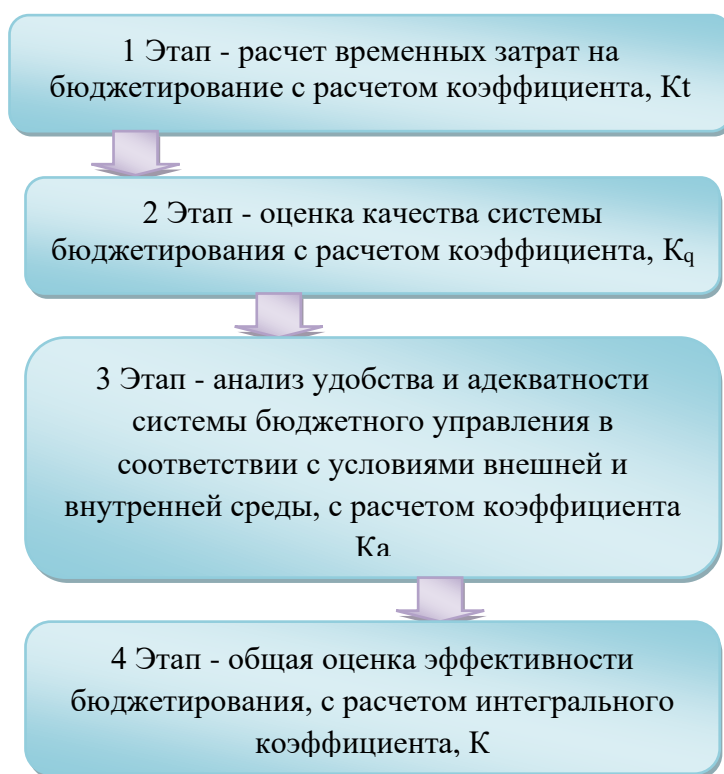 1 Этап - расчет временных затрат на
бюджетирование с расчетом коэффициента, Kt
2 Этап - оценка качества системы
бюджетирования с расчетом коэффициента, Kq
3 Этап - анализ удобства и адекватности
системы бюджетного управления в
соответствии с условиями внешней и
внутренней среды, с расчетом коэффициента
Ка
4 Этап - общая оценка эффективности
бюджетирования, с расчетом интегрального
коэффициента, К